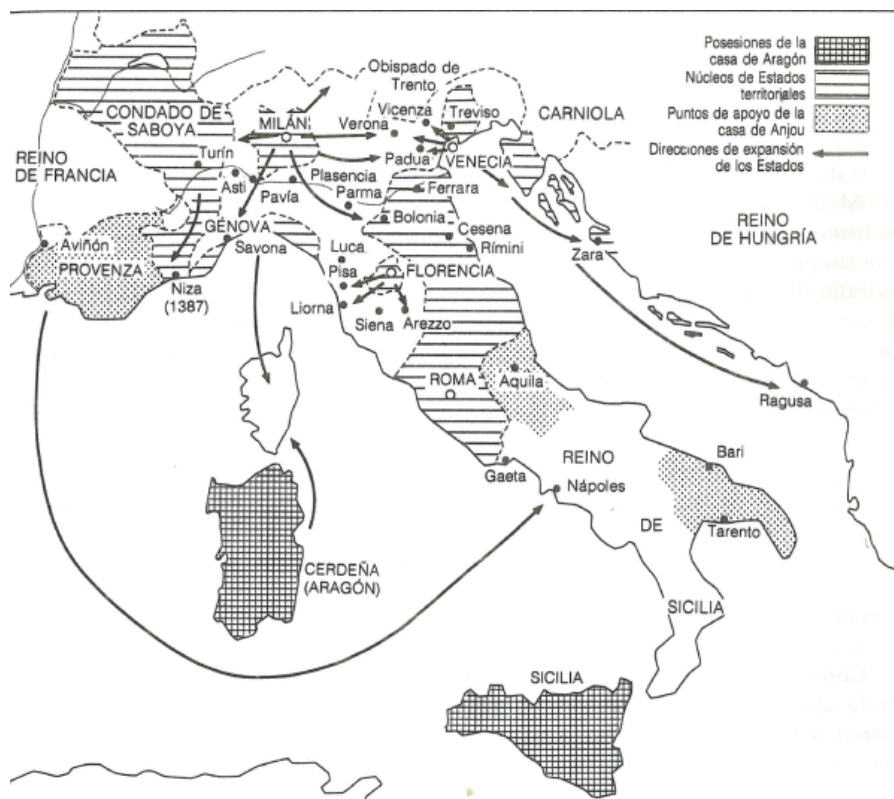 Posesiones de la
casa de Aragón
Núcleos de Estados
territoriales
Puntos de apoyo de la
casa de Anjou
Direcciones de expansión
de los Estados
Obispado de
Trento
CONDADO DE
SABOYA
MILÁN
Verona
Vicenza
Treviso
CARNIOLA
REINO
DE FRANCIA
Turín
Asti
Pavía
Plasencia
Parma
Padua
VENECIA
Ferrara
Bolonia
REINO
DE HUNGRÍA
Aviñón
PROVENZA
GÉNOVA
Savona
Niza
(1387)
Luca
Pisa
Liorna
FLORENCIA
Siena
Arezzo
Cesena
Rímini
Zara
ROMA
Aquila
Ragusa
Gaeta
REINO
Nápoles
DE
Bari
Tarento
CERDEÑA
(ARAGÓN)
SICILIA
SICILIA